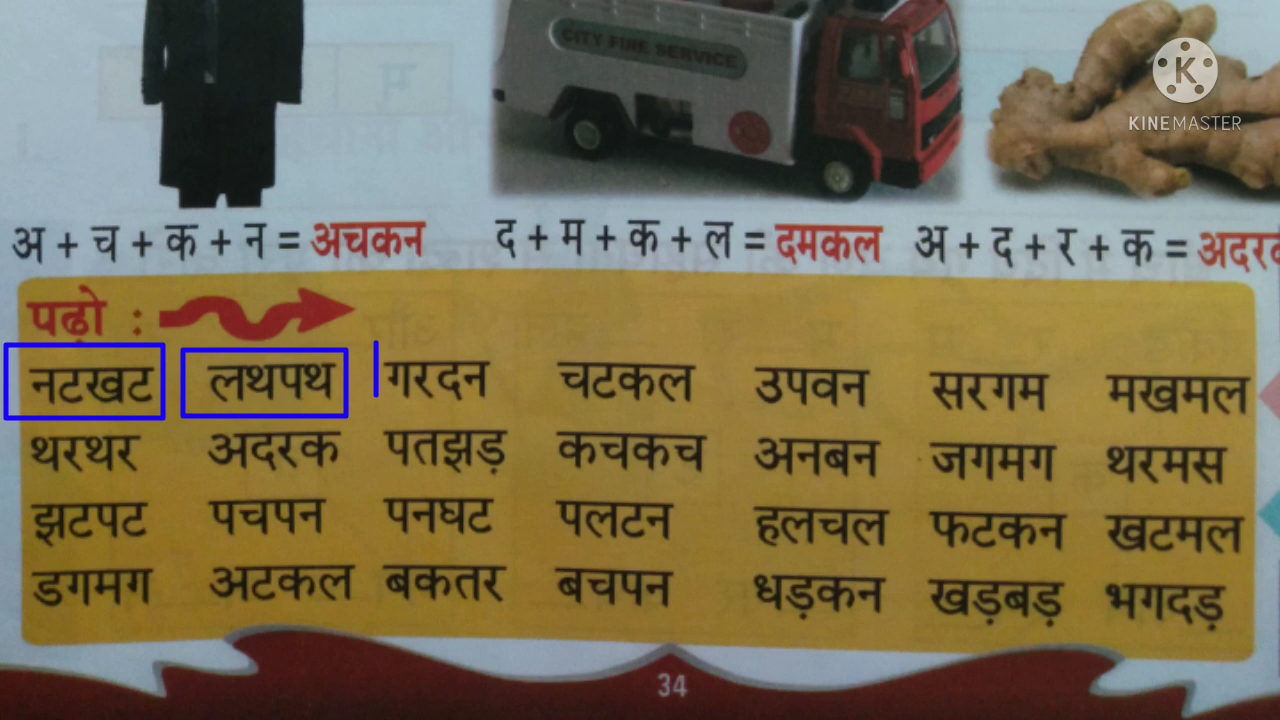 CITY FIRE SERVICE
K
KINEMASTER
अ + च + क + न = अचकन द + म + क + ल = दमकल अ + द + र + क =
पढ़ो :
नटखट लथपथ गरदन चटकल उपवन सरगम मखमल
थरथर अदरक पतझड़ कचकच अनबन जगमग थरमस
झटपट पचपन पनघट पलटन हलचल फटकन खटमल
डगमग अटकल बकतर बचपन धड़कन खड़बड़ भगदड़
34